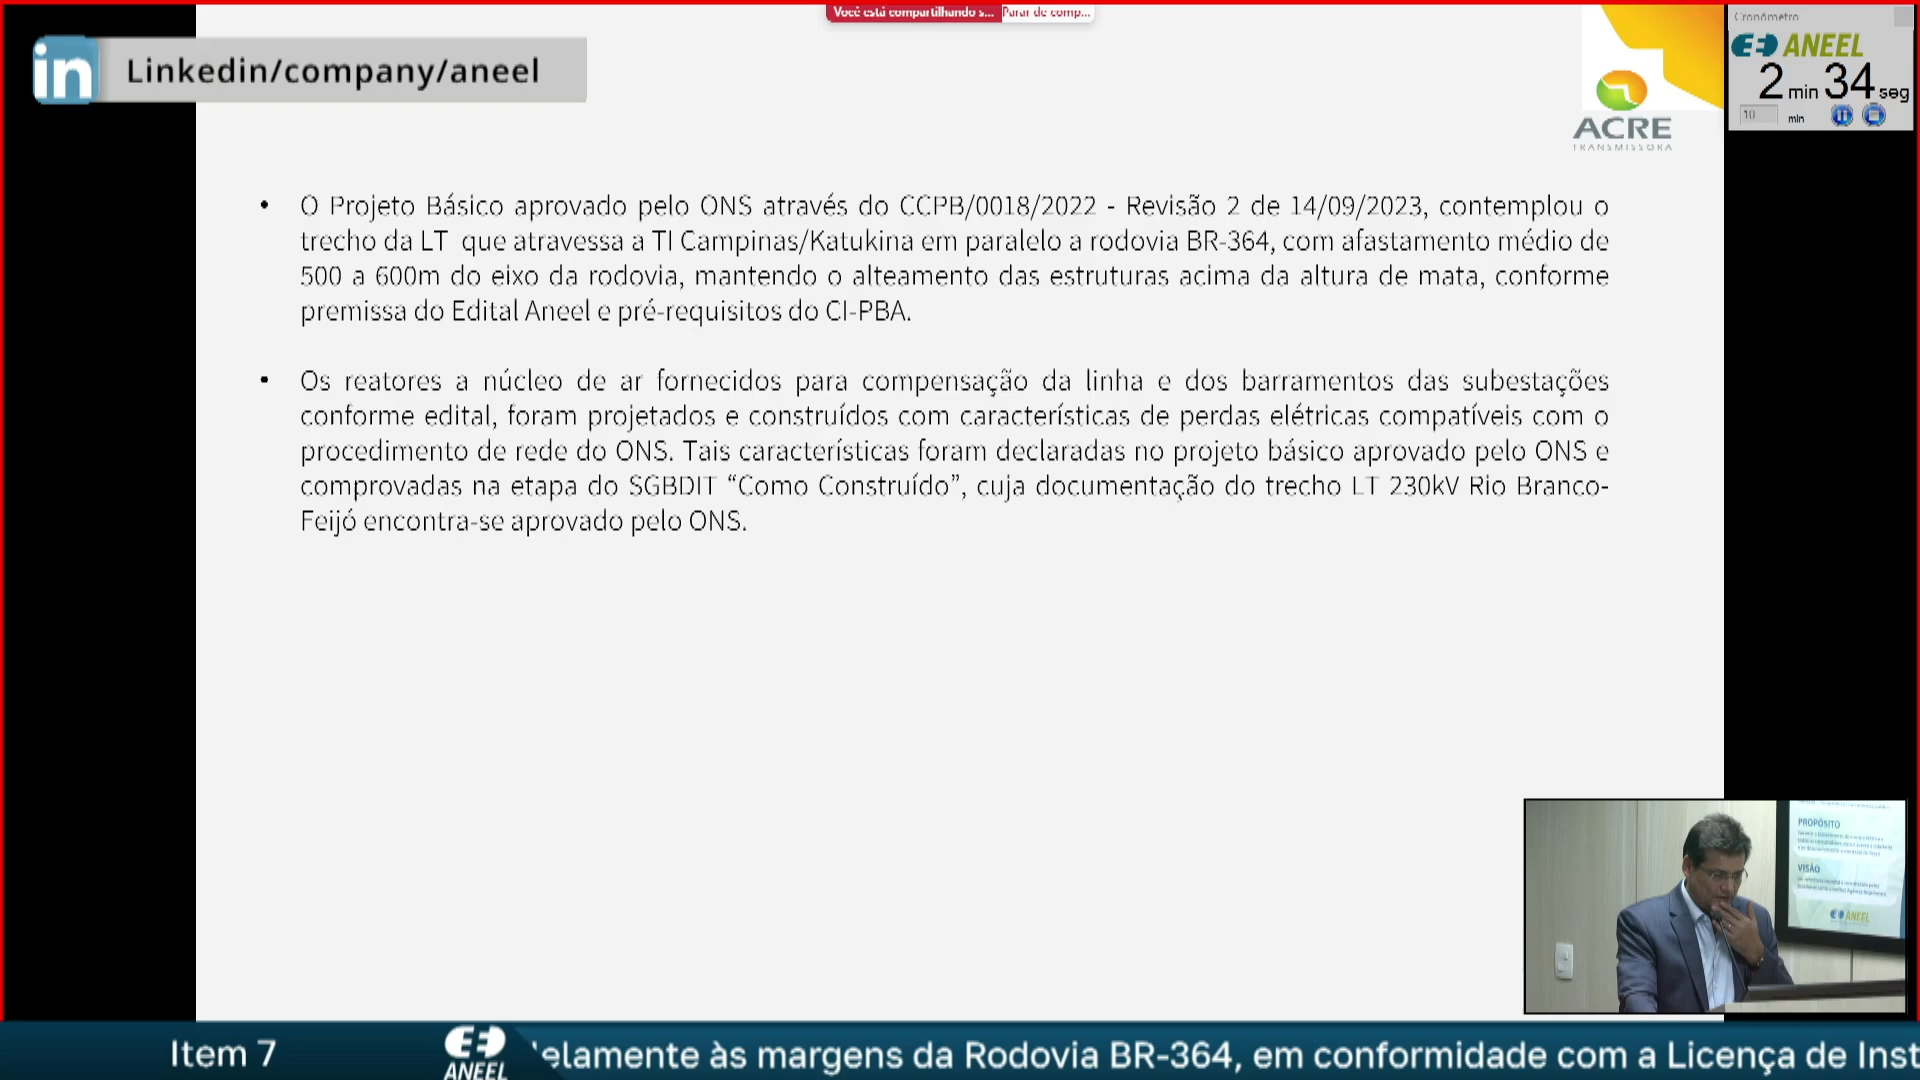 Você está compartilhando s... Parar de comp...
Linkedin/company/aneel
in
ACRE
TRANSMISSORA
Cronômetro
ANEEL
2 min 34 seg
10 min
• O Projeto Básico aprovado pelo ONS através do CCPB/0018/2022 - Revisão 2 de 14/09/2023, contemplou o
trecho da LT que atravessa a TI Campinas/Katukina em paralelo a rodovia BR-364, com afastamento médio de
500 a 600m do eixo da rodovia, mantendo o alteamento das estruturas acima da altura de mata, conforme
premissa do Edital Aneel e pré-requisitos do CI-PBA.
• Os reatores a núcleo de ar fornecidos para compensação da linha e dos barramentos das subestações
conforme edital, foram projetados e construídos com características de perdas elétricas compatíveis com o
procedimento de rede do ONS. Tais características foram declaradas no projeto básico aprovado pelo ONS e
comprovadas na etapa do SGBDIT “Como Construído”, cuja documentação do trecho LT 230kV Rio Branco-
Feijó encontra-se aprovado pelo ONS.
PROPÓSITO
VISÃO
ANEEL
Item 7
ANEEL
elamente às margens da Rodovia BR-364, em conformidade com a Licença de Inst